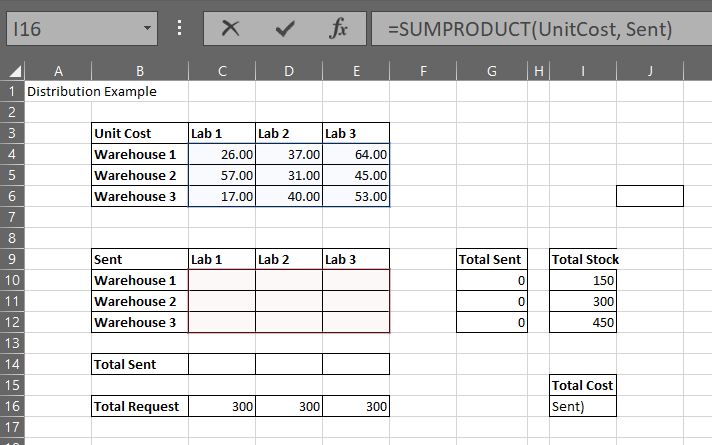 I16 =SUMPRODUCT(UnitCost, Sent)
A B C D E F G H I J
1 Distribution Example
2
3 Unit Cost Lab 1 Lab 2 Lab 3
4 Warehouse 1 26.00 37.00 64.00
5 Warehouse 2 57.00 31.00 45.00
6 Warehouse 3 17.00 40.00 53.00
7
8
9 Sent Lab 1 Lab 2 Lab 3 Total Sent Total Stock
10 Warehouse 1 0 150
11 Warehouse 2 0 300
12 Warehouse 3 0 450
13
14 Total Sent
15 Total Cost
16 Total Request 300 300 300 Sent)
17